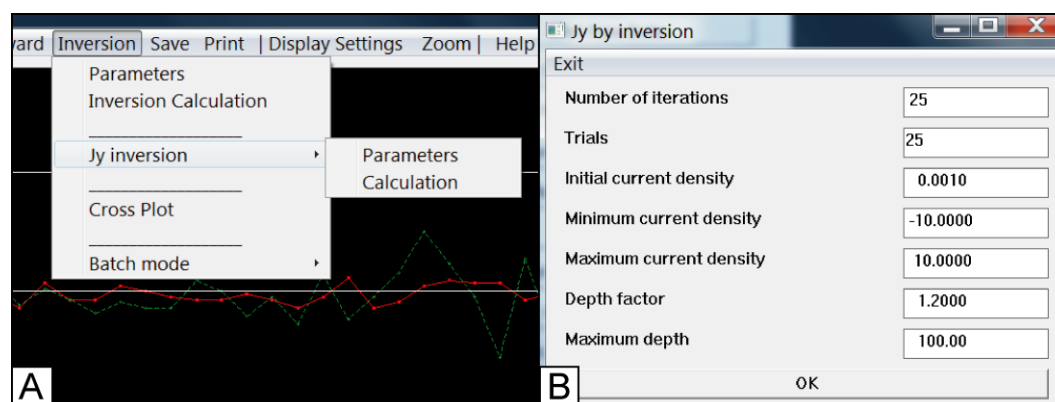 ard Inversion Save Print | Display Settings Zoom | Help
Parameters
Inversion Calculation
Jy inversion
Parameters
Calculation
Cross Plot
Batch mode
A
Jy by inversion
Exit
Number of iterations 25
Trials 25
Initial current density 0.0010
Minimum current density -10.0000
Maximum current density 10.0000
Depth factor 1.2000
Maximum depth 100.00
OK
B